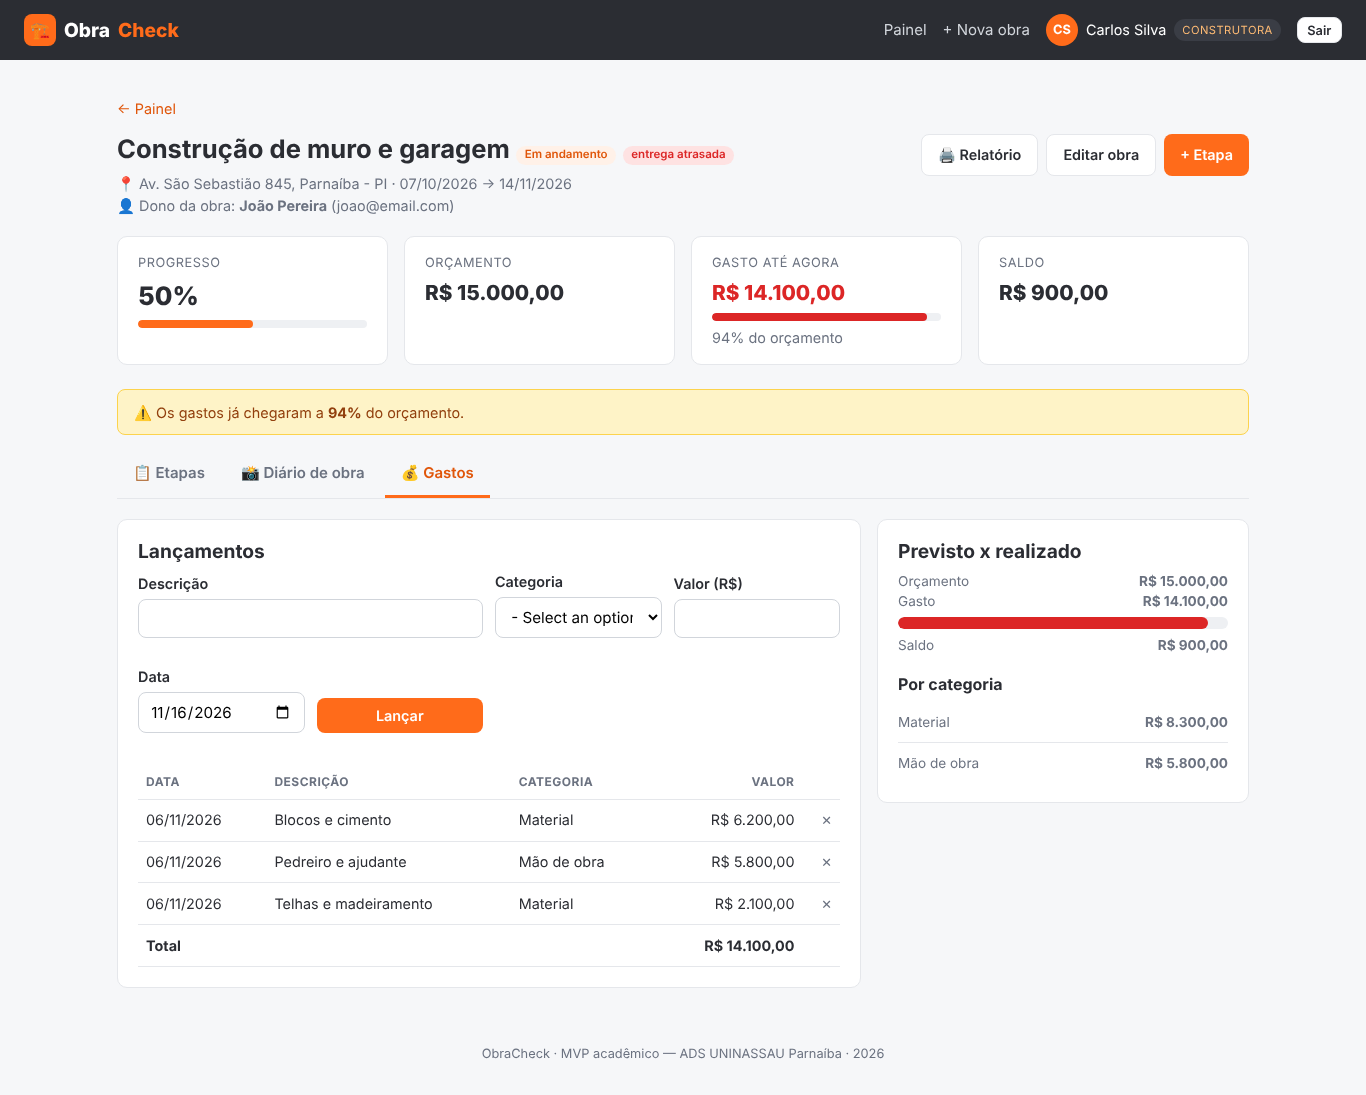 Obra Check
Painel + Nova obra CS Carlos Silva CONSTRUTORA Sair
← Painel
Construção de muro e garagem Em andamento entrega atrasada
Relatório Editar obra + Etapa
Av. São Sebastião 845, Parnaíba - PI · 07/10/2026 → 14/11/2026
Dono da obra: João Pereira (joao@email.com)
PROGRESSO
50%
ORÇAMENTO
R$ 15.000,00
GASTO ATÉ AGORA
R$ 14.100,00
94% do orçamento
SALDO
R$ 900,00
Os gastos já chegaram a 94% do orçamento.
Etapas Diário de obra Gastos
Lançamentos
Descrição Categoria Valor (R$)
- Select an option
Data
11/16/2026 Lançar
DATA DESCRIÇÃO CATEGORIA VALOR
06/11/2026 Blocos e cimento Material R$ 6.200,00 ×
06/11/2026 Pedreiro e ajudante Mão de obra R$ 5.800,00 ×
06/11/2026 Telhas e madeiramento Material R$ 2.100,00 ×
Total R$ 14.100,00
Previsto x realizado
Orçamento R$ 15.000,00
Gasto R$ 14.100,00
Saldo R$ 900,00
Por categoria
Material R$ 8.300,00
Mão de obra R$ 5.800,00
ObraCheck · MVP acadêmico — ADS UNINASSAU Parnaíba · 2026